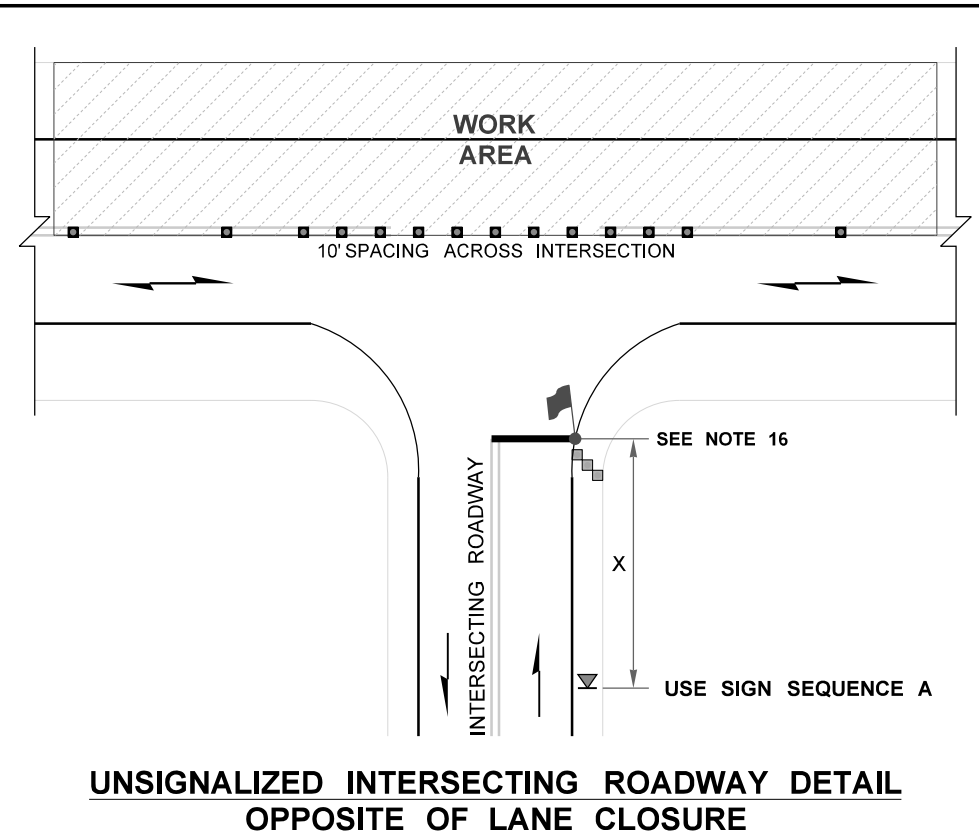 WORK
AREA
10' SPACING ACROSS INTERSECTION
SEE NOTE 16
INTERSECTING ROADWAY
X
USE SIGN SEQUENCE A
UNSIGNALIZED INTERSECTING ROADWAY DETAIL
OPPOSITE OF LANE CLOSURE